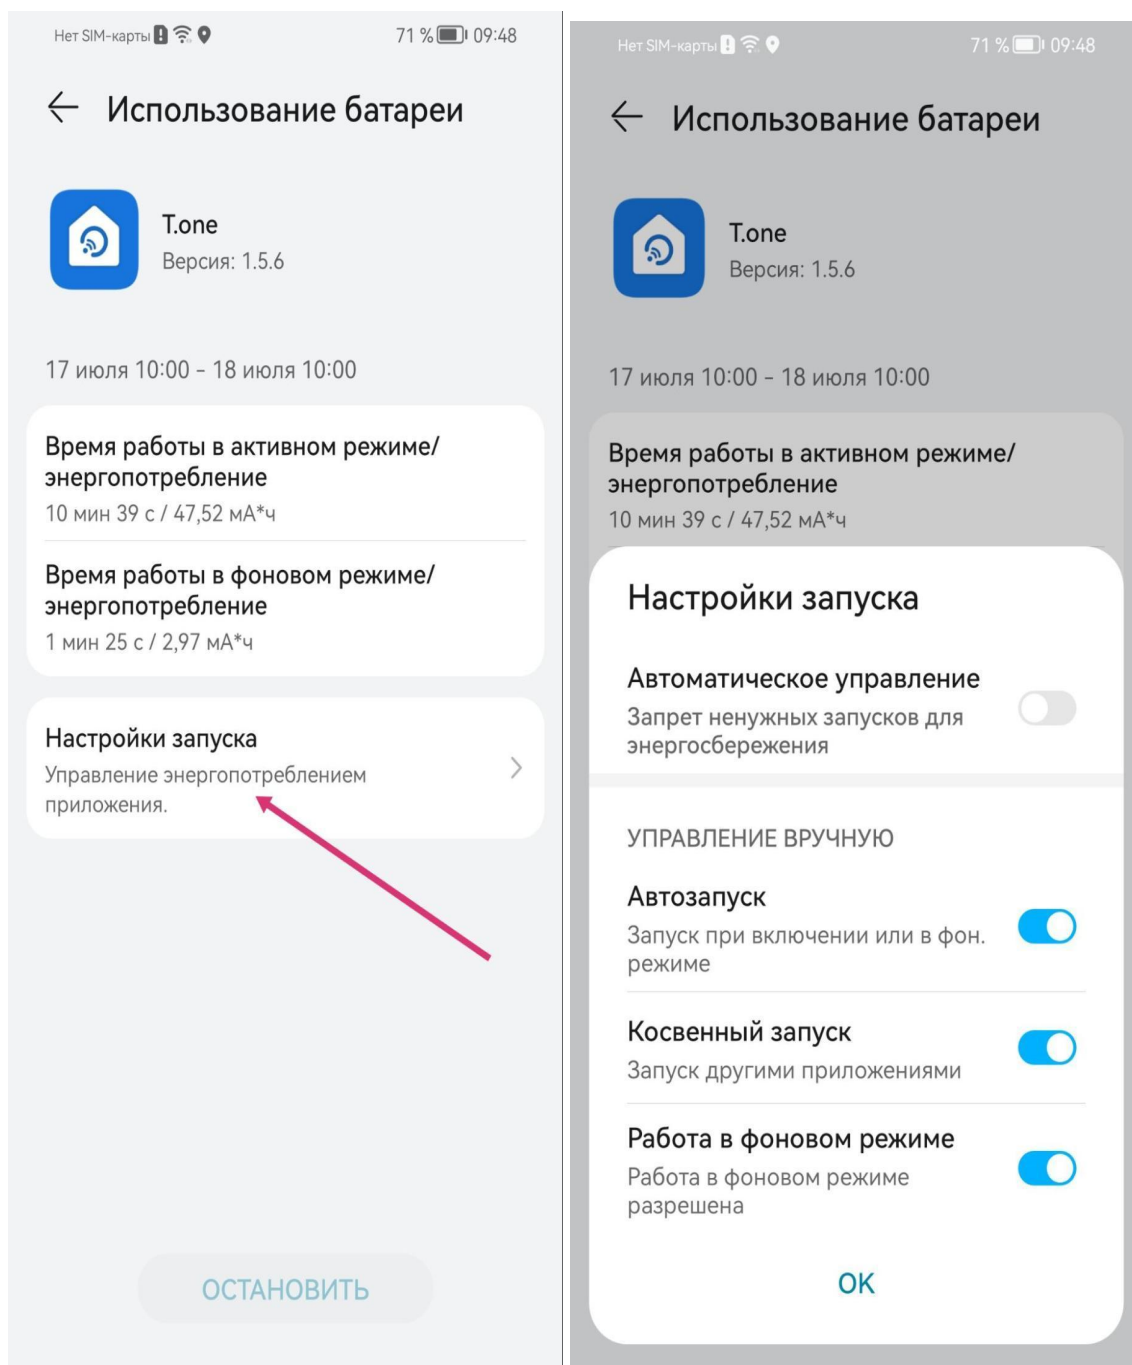 Нет SIM-карты
71 %
09:48
Использование батареи
T.one
Версия: 1.5.6
17 июля 10:00 – 18 июля 10:00
Время работы в активном режиме/
энергопотребление
10 мин 39 с / 47,52 мА*ч
Время работы в фоновом режиме/
энергопотребление
1 мин 25 с / 2,97 мА*ч
Настройки запуска
Управление энергопотреблением
приложения.
ОСТАНОВИТЬ
Нет SIM-карты
71 %
09:48
Использование батареи
T.one
Версия: 1.5.6
17 июля 10:00 – 18 июля 10:00
Время работы в активном режиме/
энергопотребление
10 мин 39 с / 47,52 мА*ч
Настройки запуска
Автоматическое управление
Запрет ненужных запусков для
энергосбережения
УПРАВЛЕНИЕ ВРУЧНУЮ
Автозапуск
Запуск при включении или в фон.
режиме
Косвенный запуск
Запуск другими приложениями
Работа в фоновом режиме
Работа в фоновом режиме
разрешена
ОК